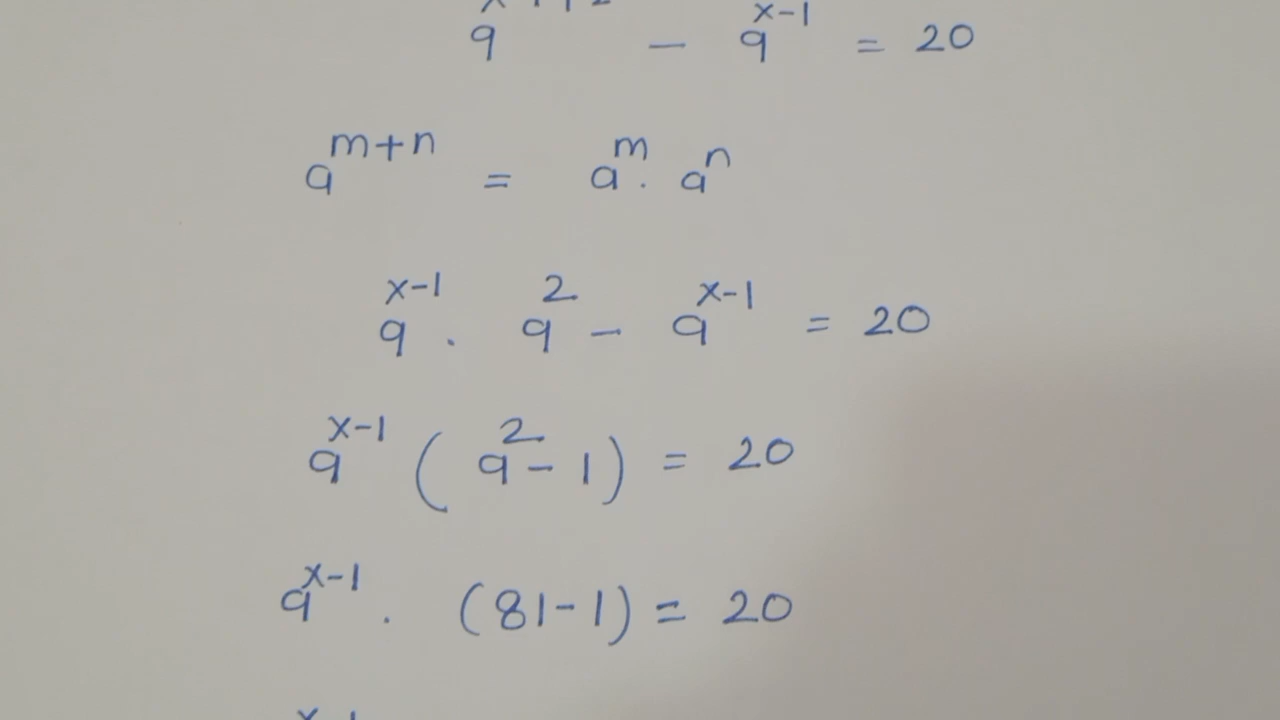 9 - 9^{x-1} = 20
a^{m+n} = a^m . a^n
9^{x-1} . 9^2 - 9^{x-1} = 20
9^{x-1} ( 9^2 - 1 ) = 20
9^{x-1} . (81-1) = 20